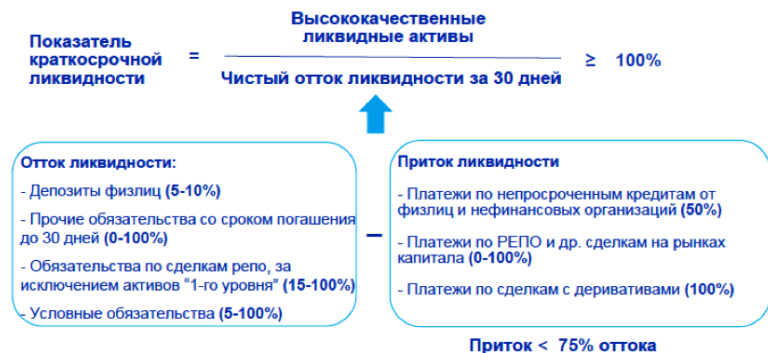 Показатель
краткосрочной
ликвидности
=
Высококачественные
ликвидные активы
Чистый отток ликвидности за 30 дней
≥ 100%
Отток ликвидности:
- Депозиты физлиц (5-10%)
- Прочие обязательства со сроком погашения
до 30 дней (0-100%)
- Обязательства по сделкам репо, за
исключением активов "1-го уровня" (15-100%)
- Условные обязательства (5-100%)
–
Приток ликвидности
- Платежи по непросроченным кредитам от
физлиц и нефинансовых организаций (50%)
- Платежи по РЕПО и др. сделкам на рынках
капитала (0-100%)
- Платежи по сделкам с деривативами (100%)
Приток < 75% оттока